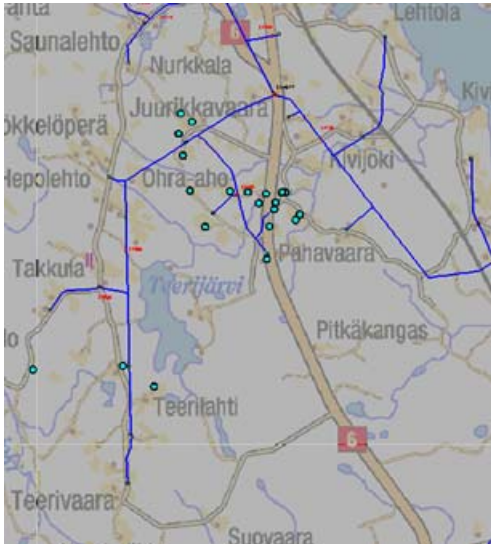 Lehtola
Saunalehto
6
Nurkkala
Juurikkavaara
ökkelöperä
Kivijoki
Hepolehto
Ohra-aho
Pahavaara
Takkula
Teerijärvi
Pitkäkangas
Teerilahti
6
Teerivaara
Suovaara